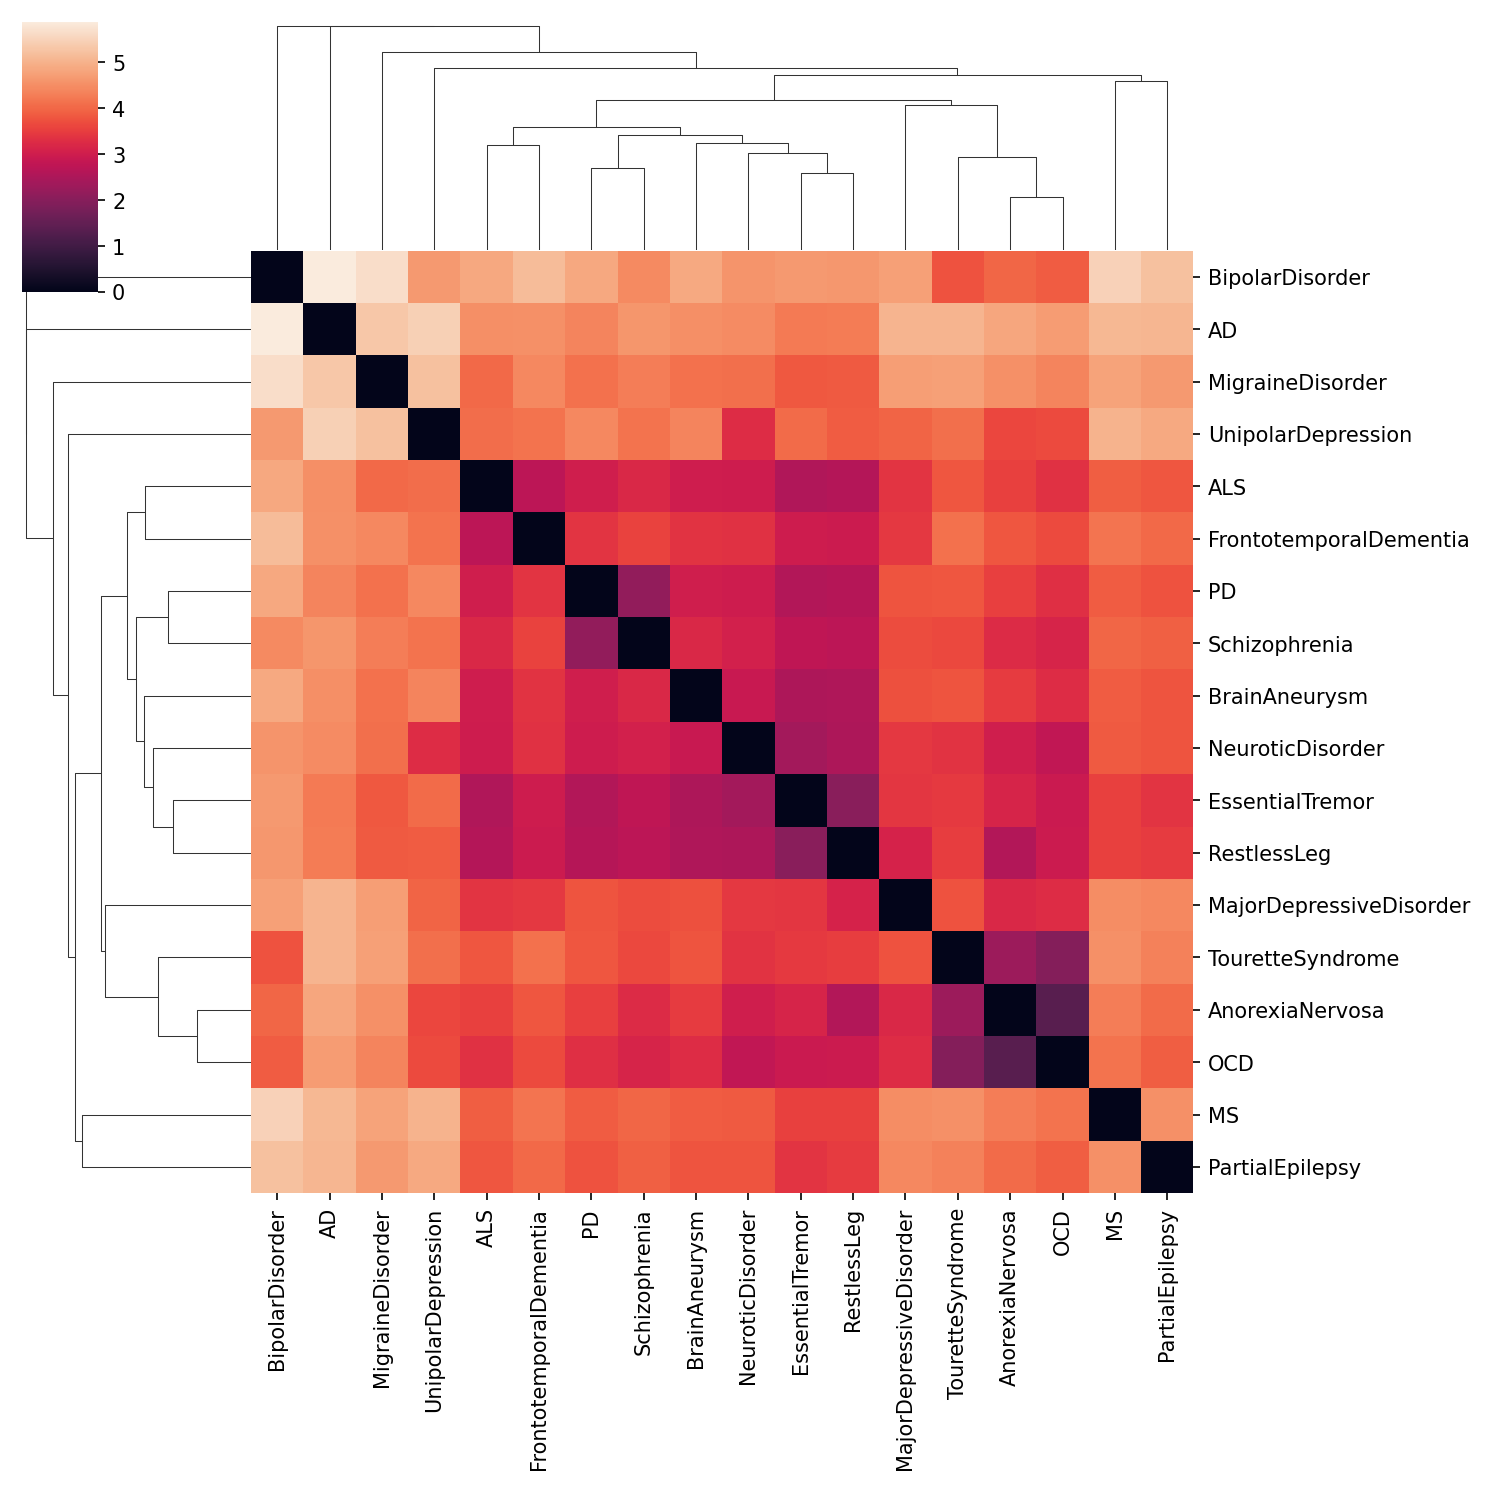 5
4
3
2
1
0
BipolarDisorder
AD
MigraineDisorder
UnipolarDepression
ALS
FrontotemporalDementia
PD
Schizophrenia
BrainAneurysm
NeuroticDisorder
EssentialTremor
RestlessLeg
MajorDepressiveDisorder
TouretteSyndrome
AnorexiaNervosa
OCD
MS
PartialEpilepsy
BipolarDisorder
AD
MigraineDisorder
UnipolarDepression
ALS
FrontotemporalDementia
PD
Schizophrenia
BrainAneurysm
NeuroticDisorder
EssentialTremor
RestlessLeg
MajorDepressiveDisorder
TouretteSyndrome
AnorexiaNervosa
OCD
MS
PartialEpilepsy